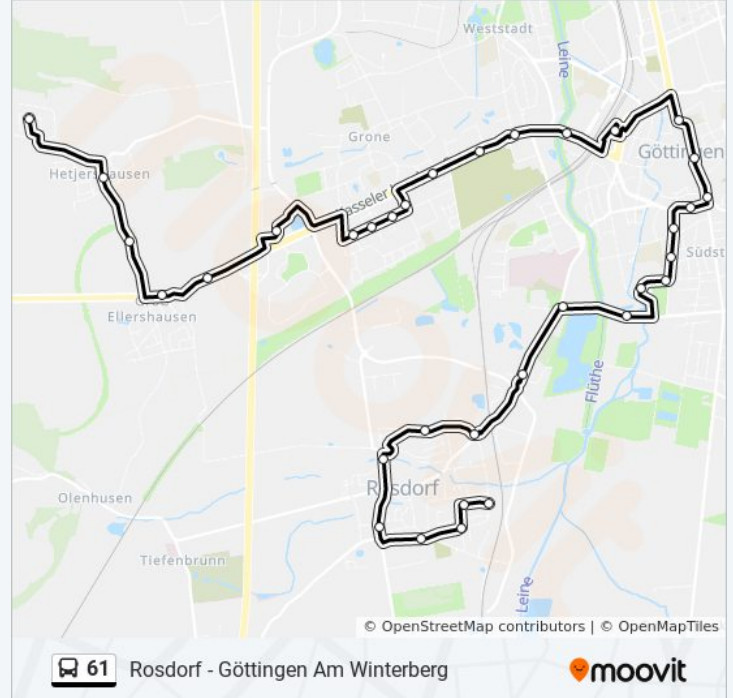 Weststadt
Leine
Grone
Göttingen
Hetjershausen
Kasseler
Südst
Ellershausen
Flüthe
Rosdorf
Olenhusen
Tiefenbrunn
Leine
© OpenStreetMap contributors | © OpenMapTiles
61 Rosdorf - Göttingen Am Winterberg
moovit